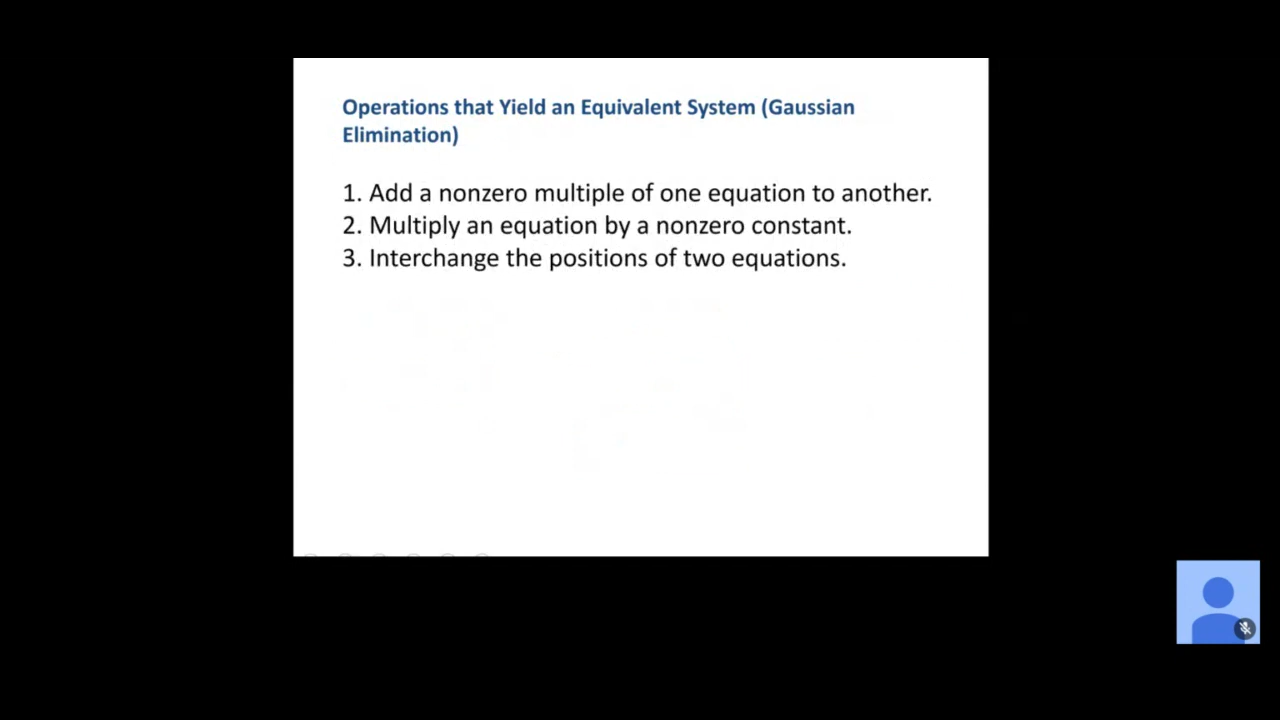 Operations that Yield an Equivalent System (Gaussian
Elimination)
1. Add a nonzero multiple of one equation to another.
2. Multiply an equation by a nonzero constant.
3. Interchange the positions of two equations.